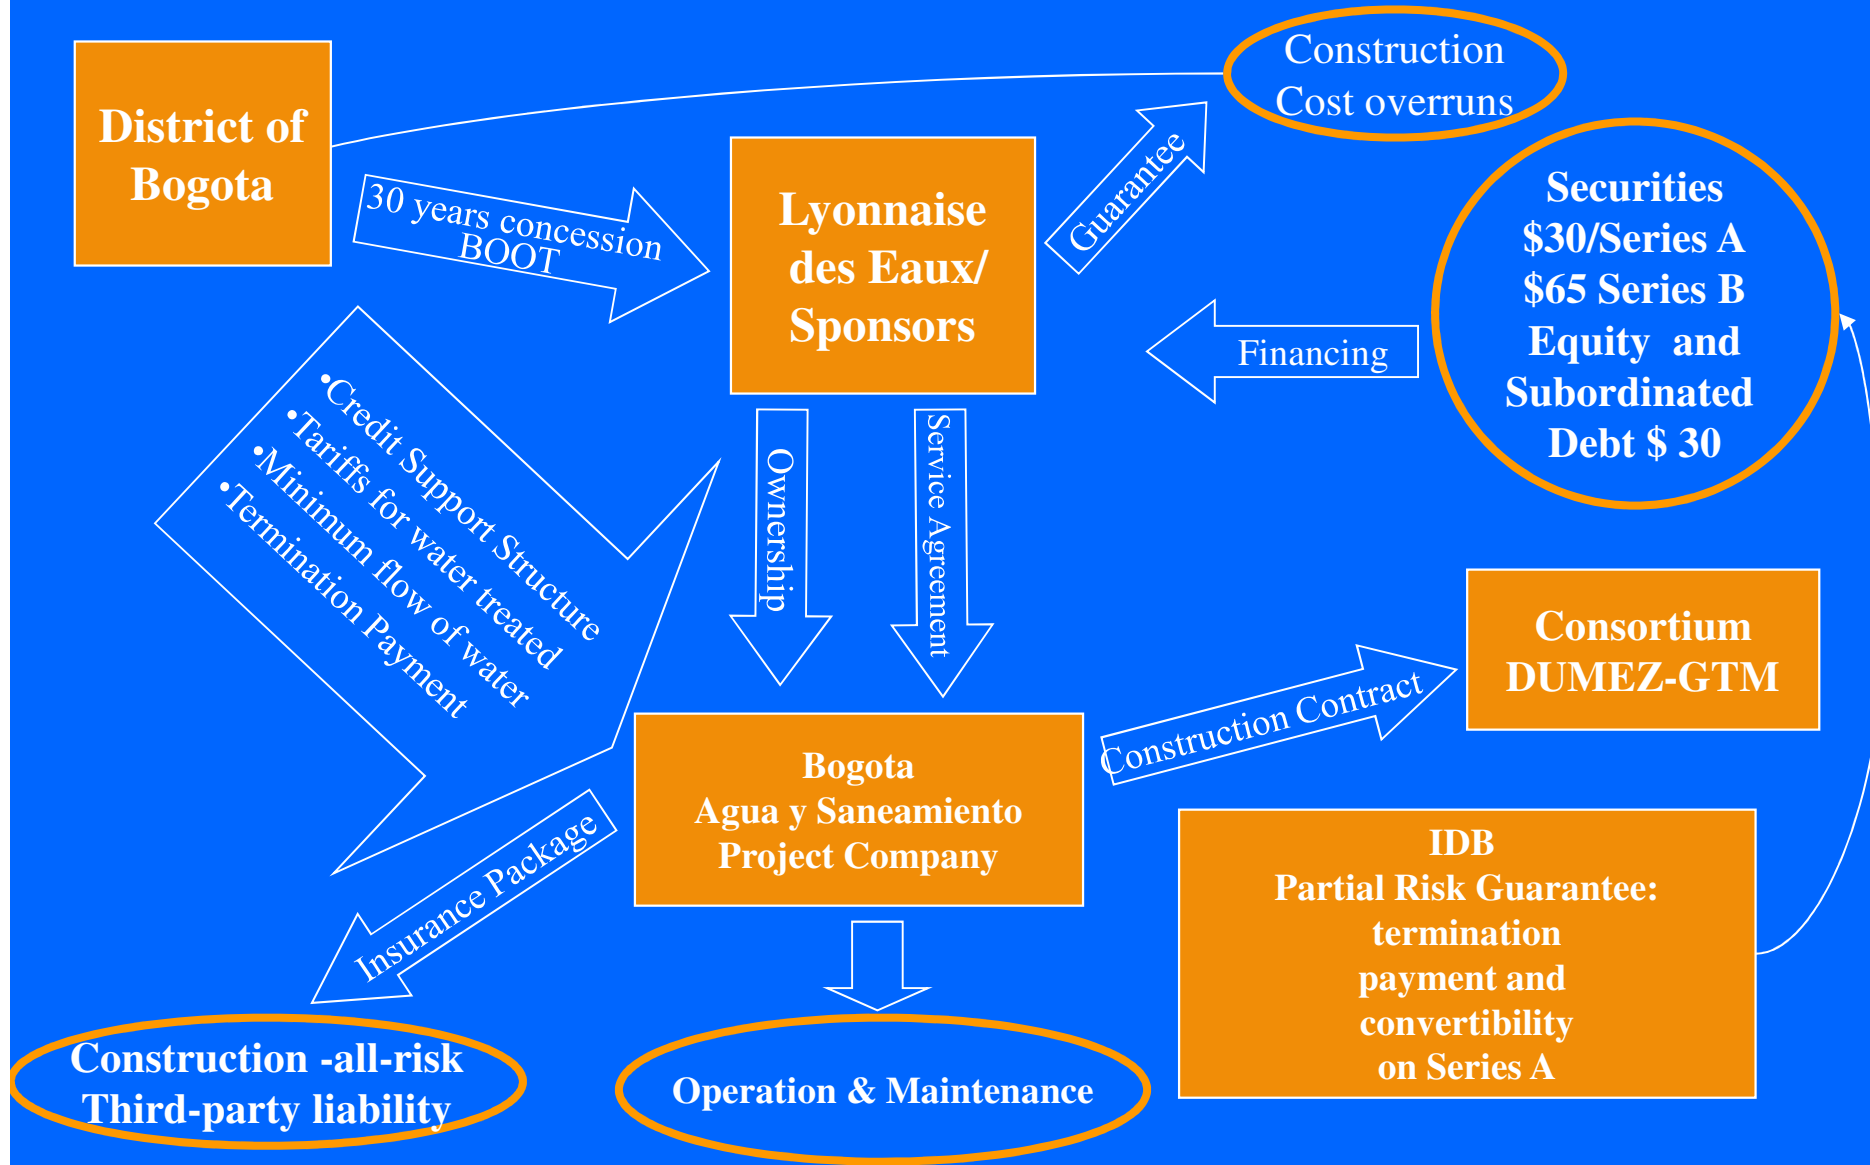 District of
Bogota
30 years concession
BOOT
Lyonnaise
des Eaux/
Sponsors
Guarantee
Construction
Cost overruns
Securities
$30/Series A
$65 Series B
Equity and
Subordinated
Debt $ 30
Financing
•Credit Support Structure
•Tariffs for water treated
•Minimum flow of water
•Termination Payment
Ownership
Service Agreement
Consortium
DUMEZ-GTM
Construction Contract
Bogota
Agua y Saneamiento
Project Company
Insurance Package
IDB
Partial Risk Guarantee:
termination
payment and
convertibility
on Series A
Construction -all-risk
Third-party liability
Operation & Maintenance